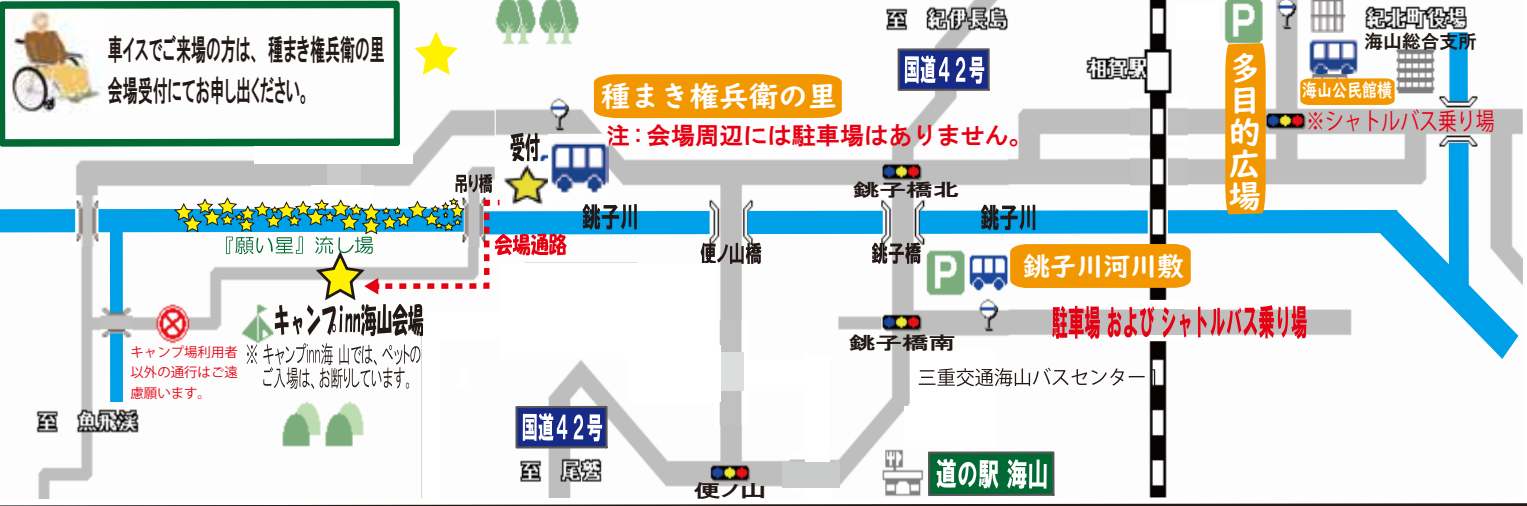 車イスでご来場の方は、種まき権兵衛の里
会場受付にてお申し出ください。
至 紀伊長島
国道42号
相賀駅
P
多目的広場
紀北町役場
海山総合支所
海山公民館横
※シャトルバス乗り場
種まき権兵衛の里
注：会場周辺には駐車場はありません。
受付
吊り橋
銚子橋北
銚子川
銚子川
『願い星』流し場
会場通路
便ノ山橋
銚子橋
P
銚子川河川敷
駐車場 および シャトルバス乗り場
キャンプinn海山会場
※ キャンプinn海 山では、ペットの
ご入場は、お断りしています。
キャンプ場利用者
以外の通行はご遠
慮願います。
銚子橋南
三重交通海山バスセンター
至 魚飛渓
国道42号
至 尾鷲
便ノ山
道の駅 海山